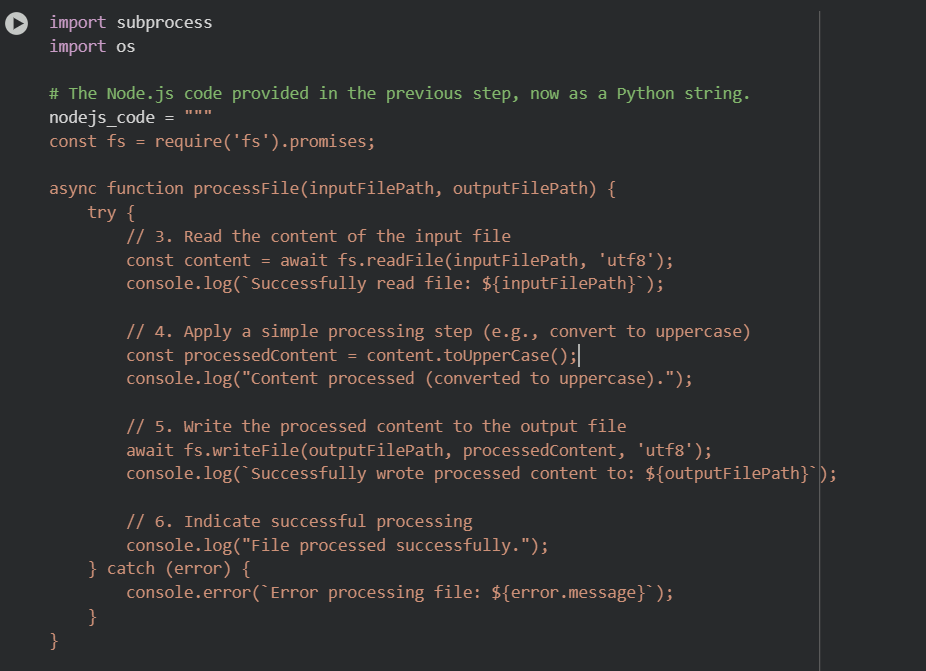 import subprocess
import os
# The Node.js code provided in the previous step, now as a Python string.
nodejs_code = """
const fs = require('fs').promises;
async function processFile(inputFilePath, outputFilePath) {
    try {
        // 3. Read the content of the input file
        const content = await fs.readFile(inputFilePath, 'utf8');
        console.log(`Successfully read file: ${inputFilePath}`);
        // 4. Apply a simple processing step (e.g., convert to uppercase)
        const processedContent = content.toUpperCase();
        console.log("Content processed (converted to uppercase).");
        // 5. Write the processed content to the output file
        await fs.writeFile(outputFilePath, processedContent, 'utf8');
        console.log(`Successfully wrote processed content to: ${outputFilePath}`);
        // 6. Indicate successful processing
        console.log("File processed successfully.");
    } catch (error) {
        console.error(`Error processing file: ${error.message}`);
    }
}